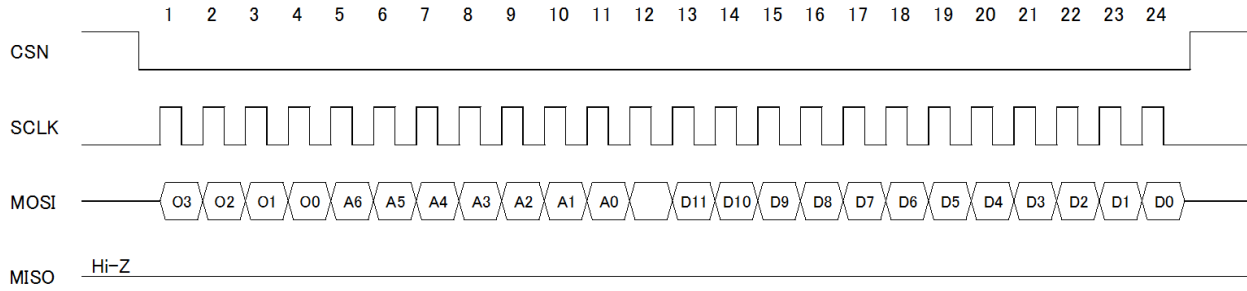 1 2 3 4 5 6 7 8 9 10 11 12 13 14 15 16 17 18 19 20 21 22 23 24
CSN
SCLK
MOSI O3 O2 O1 O0 A6 A5 A4 A3 A2 A1 A0 D11 D10 D9 D8 D7 D6 D5 D4 D3 D2 D1 D0
MISO Hi-Z